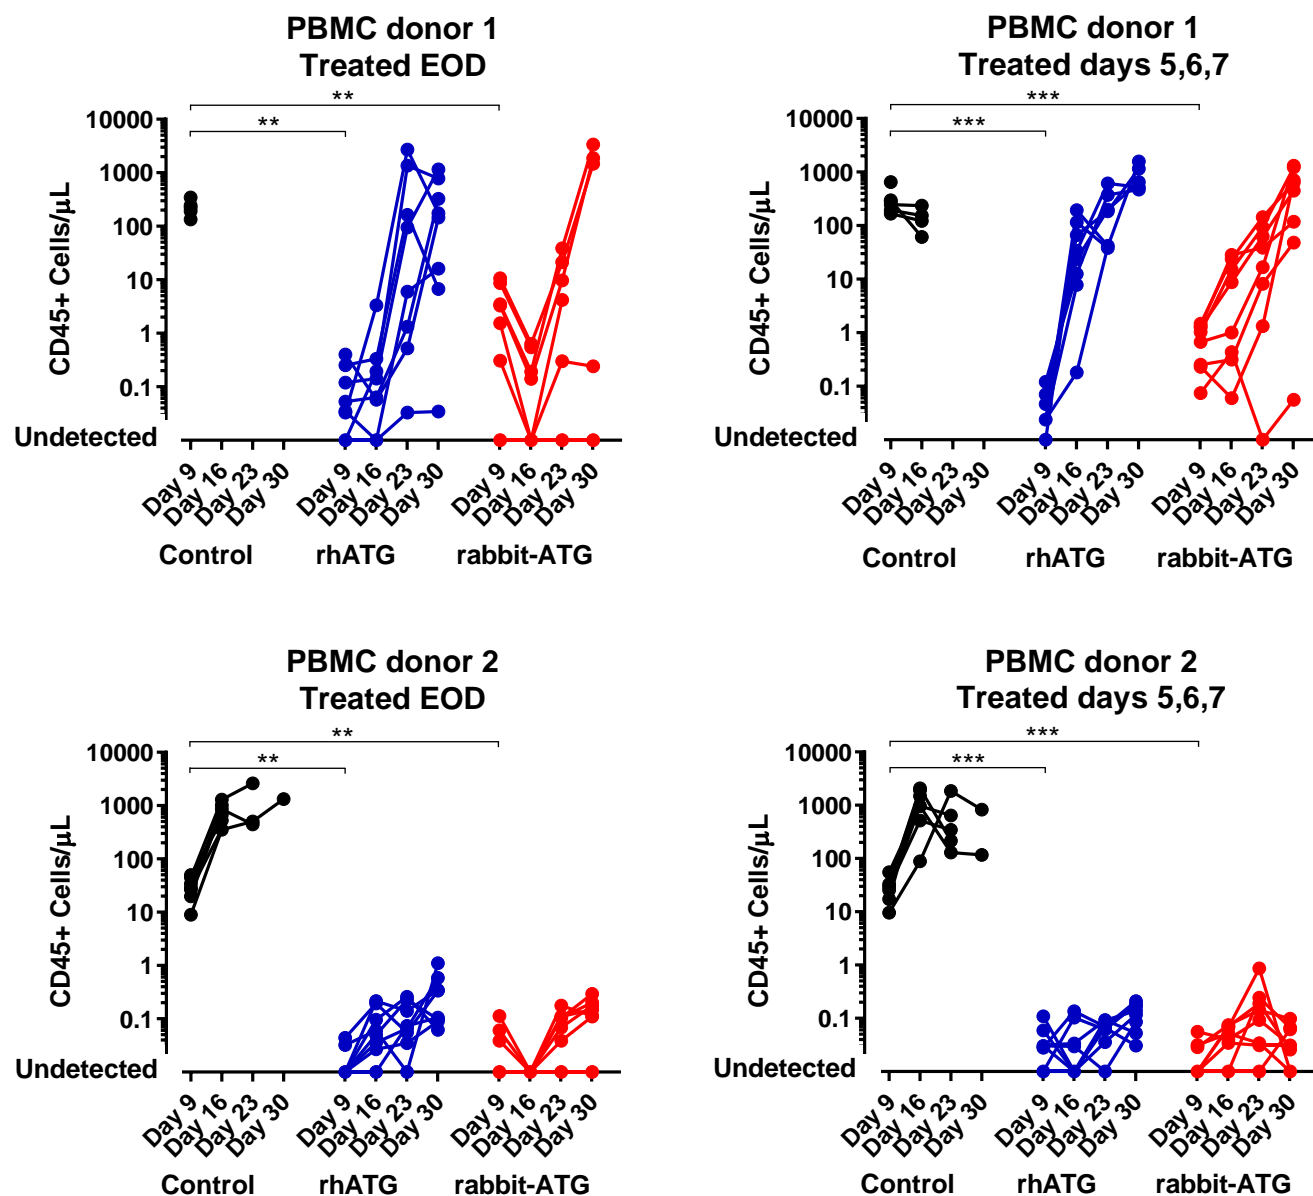 PBMC donor 1
Treated EOD
**
**
CD45+ Cells/μL
10000
1000
100
10
1
0.1
Undetected
Day 9
Day 16
Day 23
Day 30
Day 9
Day 16
Day 23
Day 30
Day 9
Day 16
Day 23
Day 30
Control rhATG rabbit-ATG
PBMC donor 1
Treated days 5,6,7
***
***
CD45+ Cells/μL
10000
1000
100
10
1
0.1
Undetected
Day 9
Day 16
Day 23
Day 30
Day 9
Day 16
Day 23
Day 30
Day 9
Day 16
Day 23
Day 30
Control rhATG rabbit-ATG
PBMC donor 2
Treated EOD
**
**
CD45+ Cells/μL
10000
1000
100
10
1
0.1
Undetected
Day 9
Day 16
Day 23
Day 30
Day 9
Day 16
Day 23
Day 30
Day 9
Day 16
Day 23
Day 30
Control rhATG rabbit-ATG
PBMC donor 2
Treated days 5,6,7
***
***
CD45+ Cells/μL
10000
1000
100
10
1
0.1
Undetected
Day 9
Day 16
Day 23
Day 30
Day 9
Day 16
Day 23
Day 30
Day 9
Day 16
Day 23
Day 30
Control rhATG rabbit-ATG